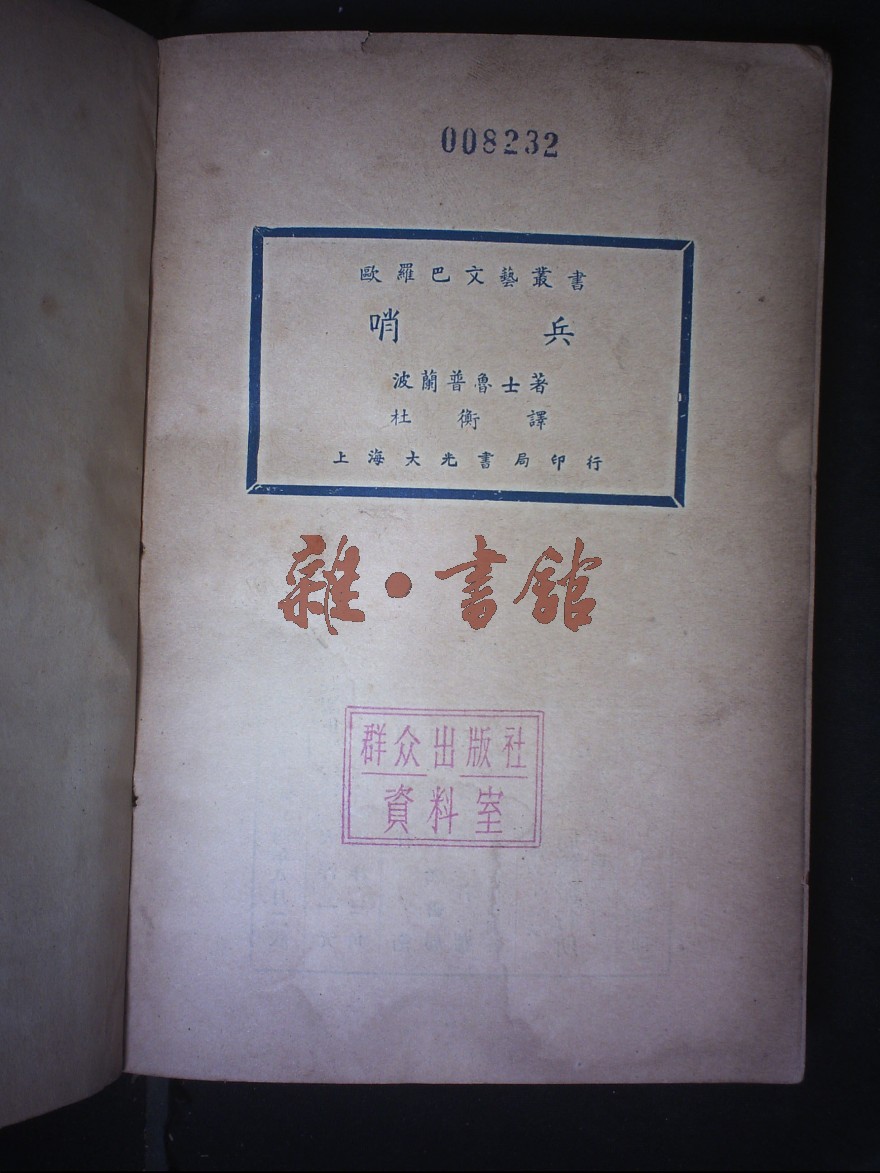 008232
歐羅巴文藝叢書
哨兵
波蘭普魯士著
杜衡譯
上海大光書局印行
雜·書館
群众出版社
資料室